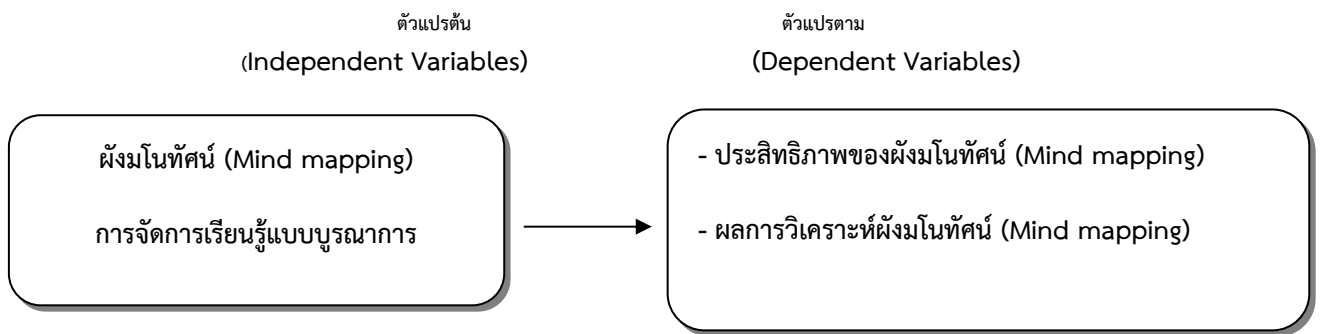 ตัวแปรต้น
(Independent Variables)
ตัวแปรตาม
(Dependent Variables)
ผังมโนทัศน์ (Mind mapping)
การจัดการเรียนรู้แบบบูรณาการ
- ประสิทธิภาพของผังมโนทัศน์ (Mind mapping)
- ผลการวิเคราะห์ผังมโนทัศน์ (Mind mapping)